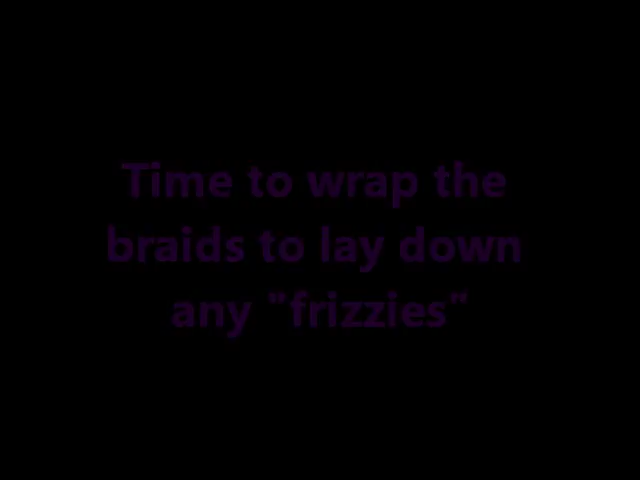 Time to wrap the
braids to lay down
any "frizzies"